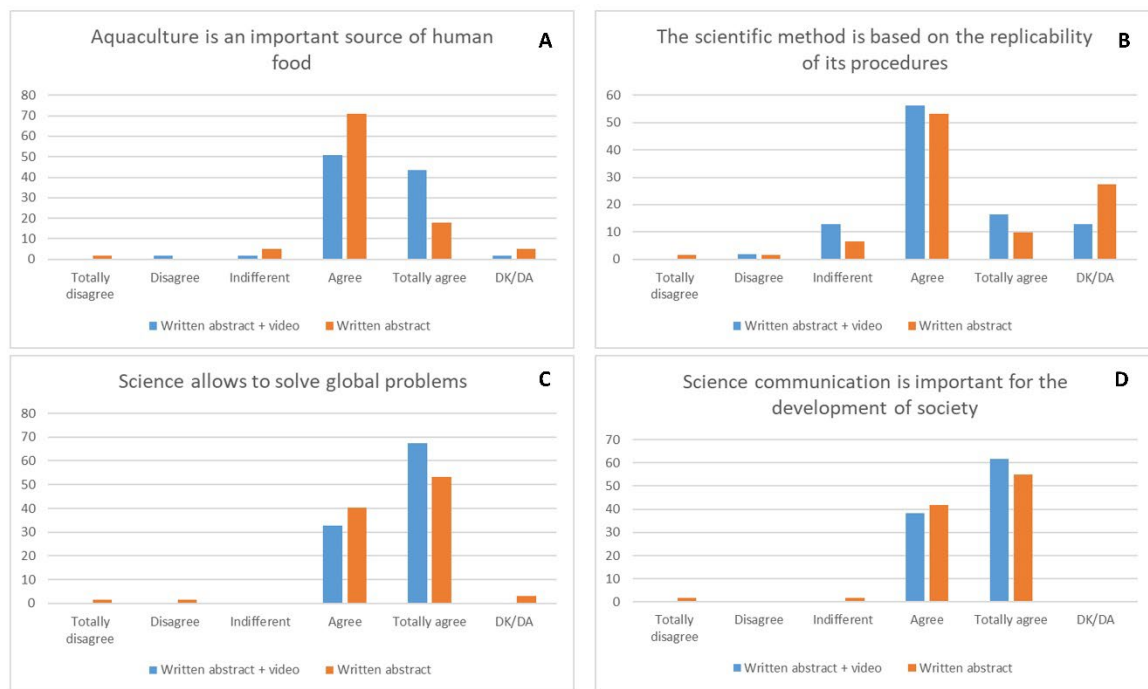 Aquaculture is an important source of human
food
A
80
70
60
50
40
30
20
10
0
Totally
disagree
Disagree
Indifferent
Agree
Totally agree
DK/DA
Written abstract + video
Written abstract
The scientific method is based on the replicability
of its procedures
B
60
50
40
30
20
10
0
Totally
disagree
Disagree
Indifferent
Agree
Totally agree
DK/DA
Written abstract + video
Written abstract
Science allows to solve global problems
C
80
70
60
50
40
30
20
10
0
Totally
disagree
Disagree
Indifferent
Agree
Totally agree
DK/DA
Written abstract + video
Written abstract
Science communication is important for the
development of society
D
70
60
50
40
30
20
10
0
Totally
disagree
Disagree
Indifferent
Agree
Totally agree
DK/DA
Written abstract + video
Written abstract